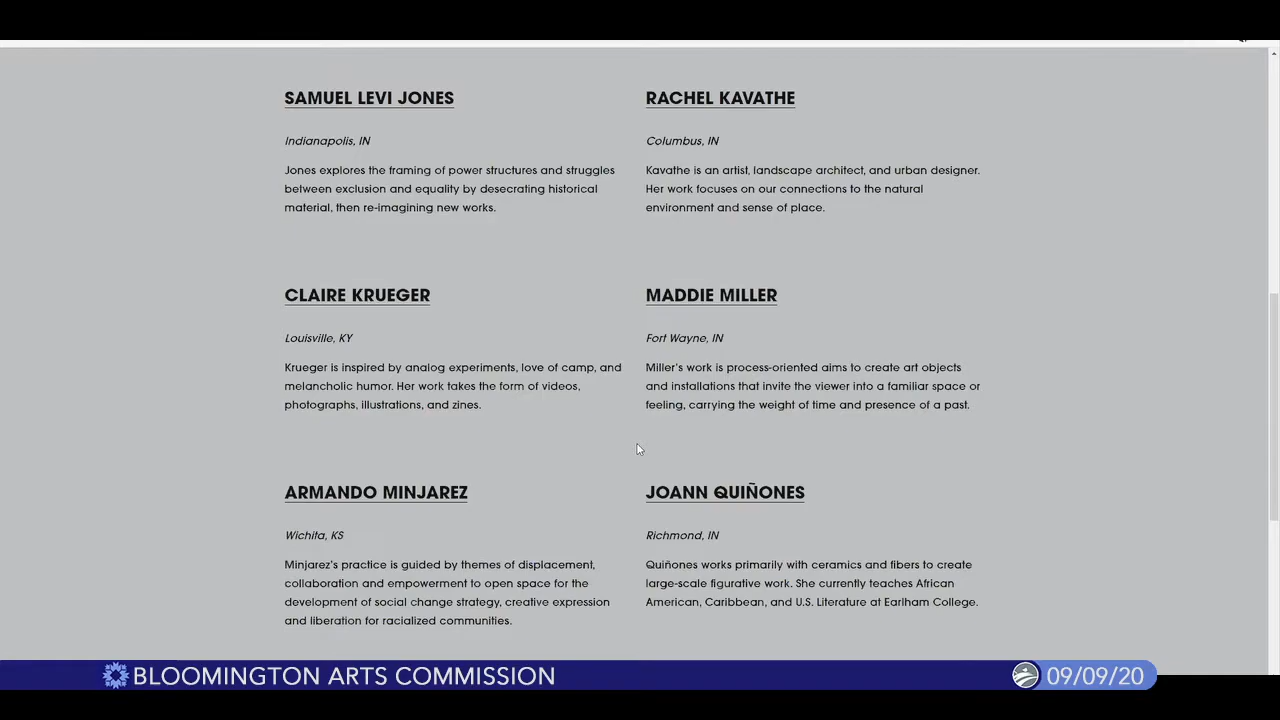 SAMUEL LEVI JONES
Indianapolis, IN
Jones explores the framing of power structures and struggles
between exclusion and equality by desecrating historical
material, then re-imagining new works.
RACHEL KAVATHE
Columbus, IN
Kavathe is an artist, landscape architect, and urban designer.
Her work focuses on our connections to the natural
environment and sense of place.
CLAIRE KRUEGER
Louisville, KY
Krueger is inspired by analog experiments, love of camp, and
melancholic humor. Her work takes the form of videos,
photographs, illustrations, and zines.
MADDIE MILLER
Fort Wayne, IN
Miller's work is process-oriented aims to create art objects
and installations that invite the viewer into a familiar space or
feeling, carrying the weight of time and presence of a past.
ARMANDO MINJAREZ
Wichita, KS
Minjarez's practice is guided by themes of displacement,
collaboration and empowerment to open space for the
development of social change strategy, creative expression
and liberation for racialized communities.
JOANN QUIÑONES
Richmond, IN
Quiñones works primarily with ceramics and fibers to create
large-scale figurative work. She currently teaches African
American, Caribbean, and U.S. Literature at Earlham College.
BLOOMINGTON ARTS COMMISSION
09/09/20